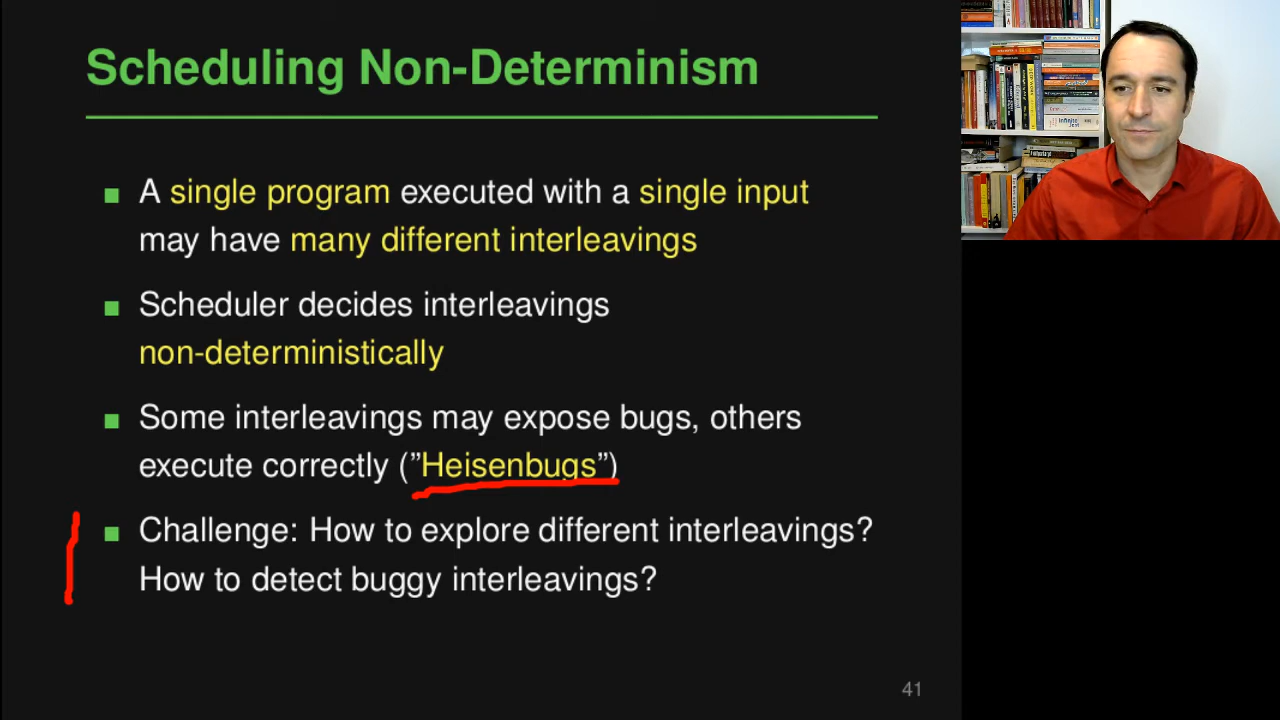 Scheduling Non-Determinism
A single program executed with a single input
may have many different interleavings
Scheduler decides interleavings
non-deterministically
Some interleavings may expose bugs, others
execute correctly (”Heisenbugs”)
Challenge: How to explore different interleavings?
How to detect buggy interleavings?
41
Infinite
Jest